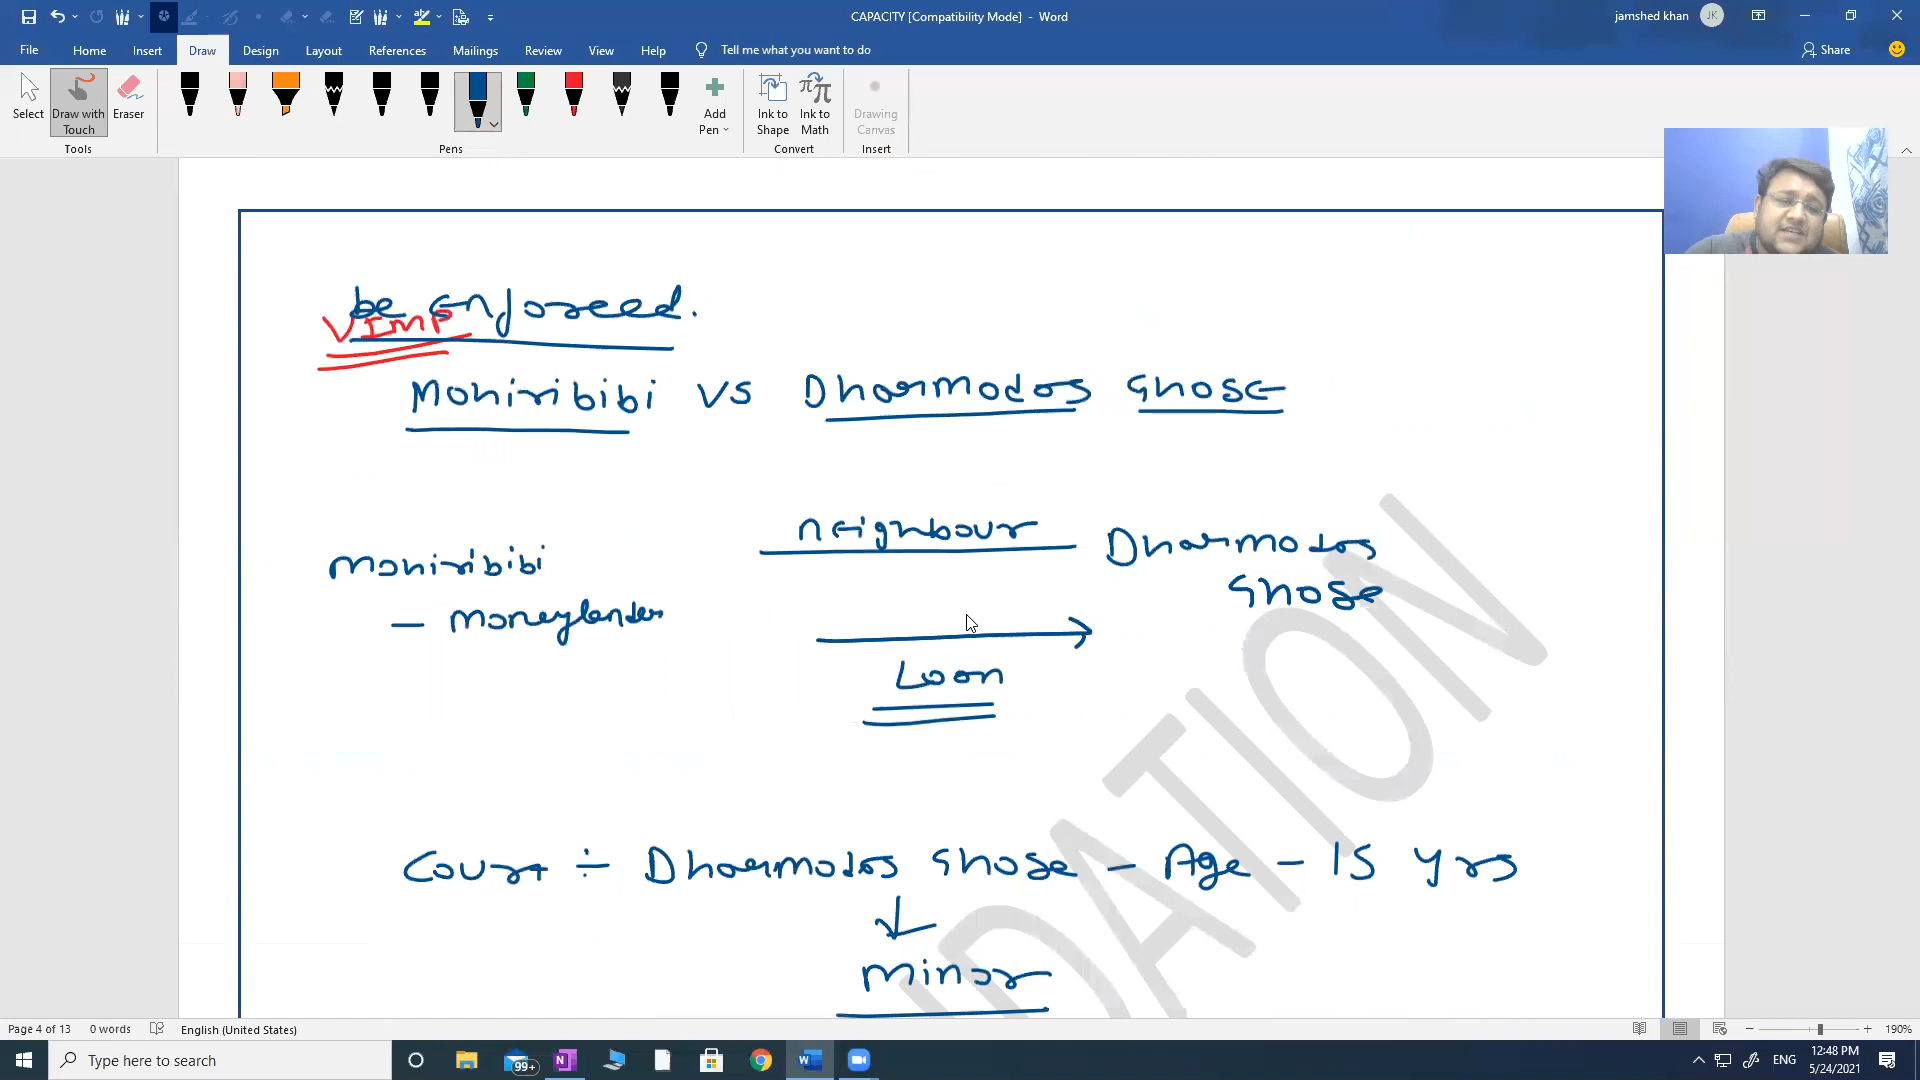 CAPACITY [Compatibility Mode] - Word
jamshed khan
JK
File Home Insert Draw Design Layout References Mailings Review View Help Tell me what you want to do
Share
Select
Draw with Touch
Eraser
Add Pen
Ink to Shape
Ink to Math
Drawing Canvas
Tools
Pens
Convert
Insert
be enforced.
VIMP
Mohiribibi VS Dharmodas Ghose
neighbour
Mohiribibi
Dharmodas
Ghose
— Moneylender
Loan
Court ÷ Dharmodas Ghose – Age – 15 yrs
Minor
NDATION
Page 4 of 13 0 words English (United States)
190%
Type here to search
99+
ENG
12:48 PM
5/24/2021